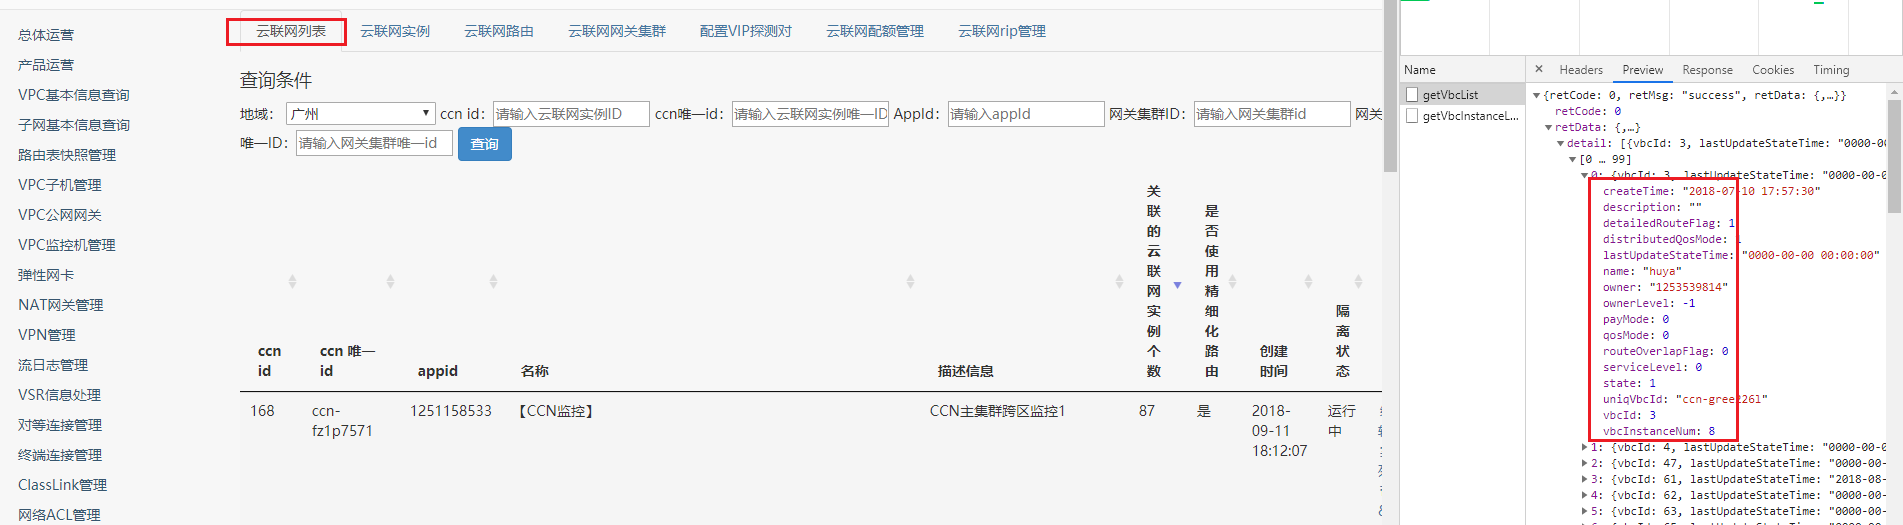 总体运营
产品运营
VPC基本信息查询
子网基本信息查询
路由表快照管理
VPC子机管理
VPC公网网关
VPC监控机管理
弹性网卡
NAT网关管理
VPN管理
流日志管理
VSR信息处理
对等连接管理
终端连接管理
ClassLink管理
网络ACL管理
云联网列表 云联网实例 云联网路由 云联网网关集群 配置VIP探测对 云联网配额管理 云联网rip管理
查询条件
地域： 广州 ccn id： 请输入云联网实例ID ccn唯一id： 请输入云联网实例唯一ID AppId： 请输入appId 网关集群ID： 请输入网关集群id 网关
唯一ID： 请输入网关集群唯一id 查询
ccn id
ccn 唯一 id
appid
名称
描述信息
关联的云联网实例个数
是否使用精细化路由
创建时间
隔离状态
168 ccn-fz1p7571 1251158533 【CCN监控】 CCN主集群跨区监控1 87 是 2018-09-11 18:12:07 运行中
Name
getVbcList
getVbcInstanceL...
× Headers Preview Response Cookies Timing
{retCode: 0, retMsg: "success", retData: {,…}}
retCode: 0
retData: {,…}
detail: [{vbcId: 3, lastUpdateStateTime: "0000-00
[0 … 99]
0: {vbcId: 3, lastUpdateStateTime: "0000-00-0
createTime: "2018-07-10 17:57:30"
description: ""
detailedRouteFlag: 1
distributedQosMode: 1
lastUpdateStateTime: "0000-00-00 00:00:00"
name: "huya"
owner: "1253539814"
ownerLevel: -1
payMode: 0
qosMode: 0
routeOverlapFlag: 0
serviceLevel: 0
state: 1
uniqVbcId: "ccn-gree226l"
vbcId: 3
vbcInstanceNum: 8
1: {vbcId: 4, lastUpdateStateTime: "0000-00-0
2: {vbcId: 47, lastUpdateStateTime: "0000-00-
3: {vbcId: 61, lastUpdateStateTime: "2018-08-
4: {vbcId: 62, lastUpdateStateTime: "0000-00-
5: {vbcId: 63, lastUpdateStateTime: "0000-00-